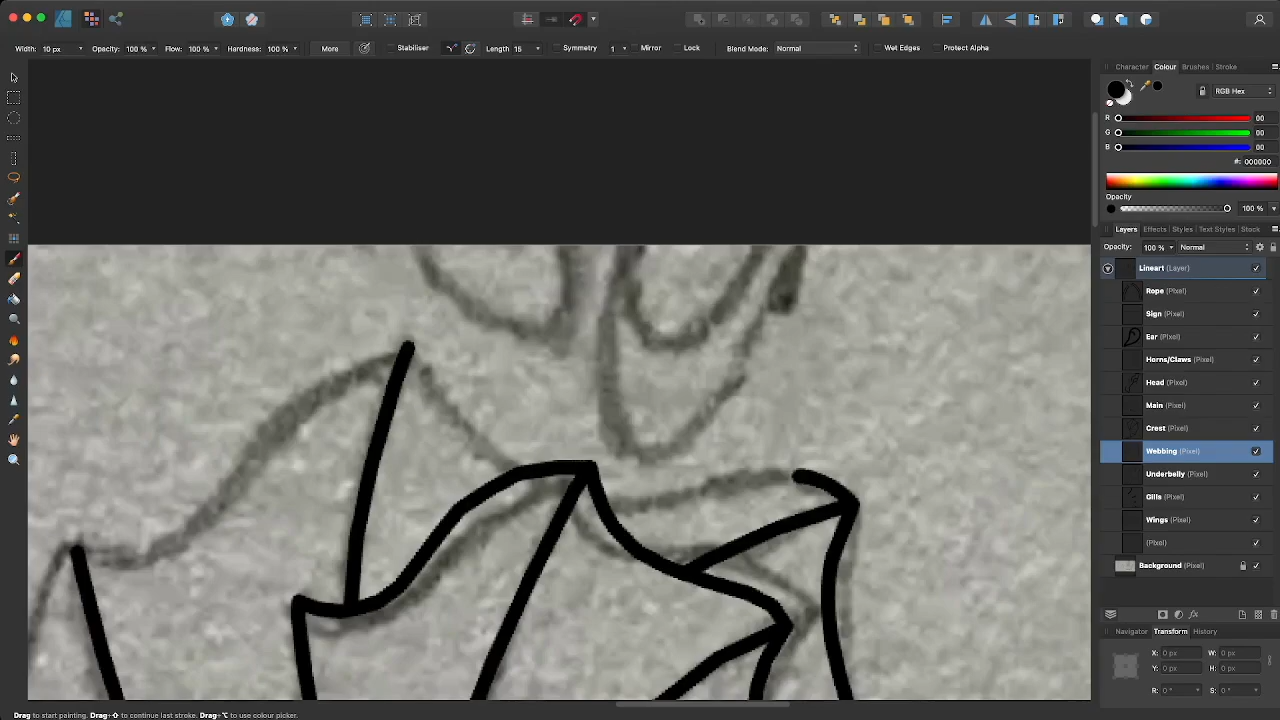 Width: 10 px Opacity: 100 % Flow: 100 % Hardness: 100 % More Stabiliser Length 15 Symmetry 1 Mirror Lock Blend Mode: Normal Wet Edges Protect Alpha
Character Colour Brushes Stroke
RGB Hex
R 00
G 00
B 00
#: 000000
Opacity
100 %
Layers Effects Styles Text Styles Stock
Opacity: 100 % Normal
Lineart (Layer)
Rope (Pixel)
Sign (Pixel)
Ear (Pixel)
Horns/Claws (Pixel)
Head (Pixel)
Main (Pixel)
Crest (Pixel)
Webbing (Pixel)
Underbelly (Pixel)
Gills (Pixel)
Wings (Pixel)
(Pixel)
Background (Pixel)
Navigator Transform History
X: 0 px W: 0 px
Y: 0 px H: 0 px
R: 0 ° S: 0 °
Drag to start painting. Drag+⇧ to continue last stroke. Drag+⌥ to use colour picker.